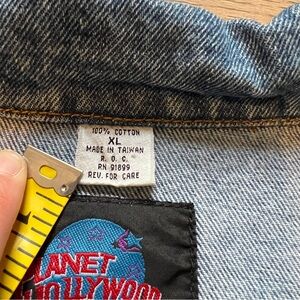 100% COTTON
XL
MADE IN TAIWAN
R. O. C.
RN 91899
REV. FOR CARE
PLANET
HOLLYWOOD